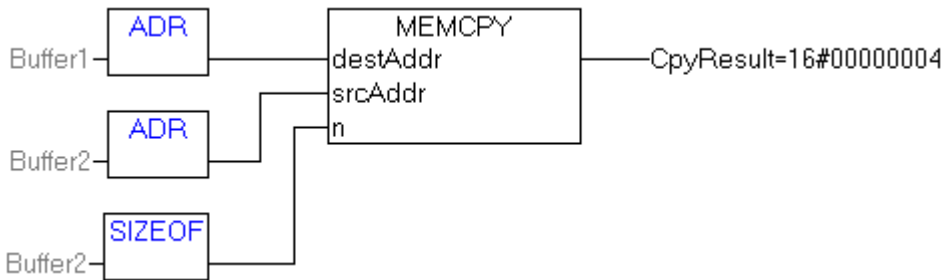 ADR
MEMCPY
Buffer1
destAddr
CpyResult=16#00000004
srcAddr
ADR
n
Buffer2
SIZEOF
Buffer2